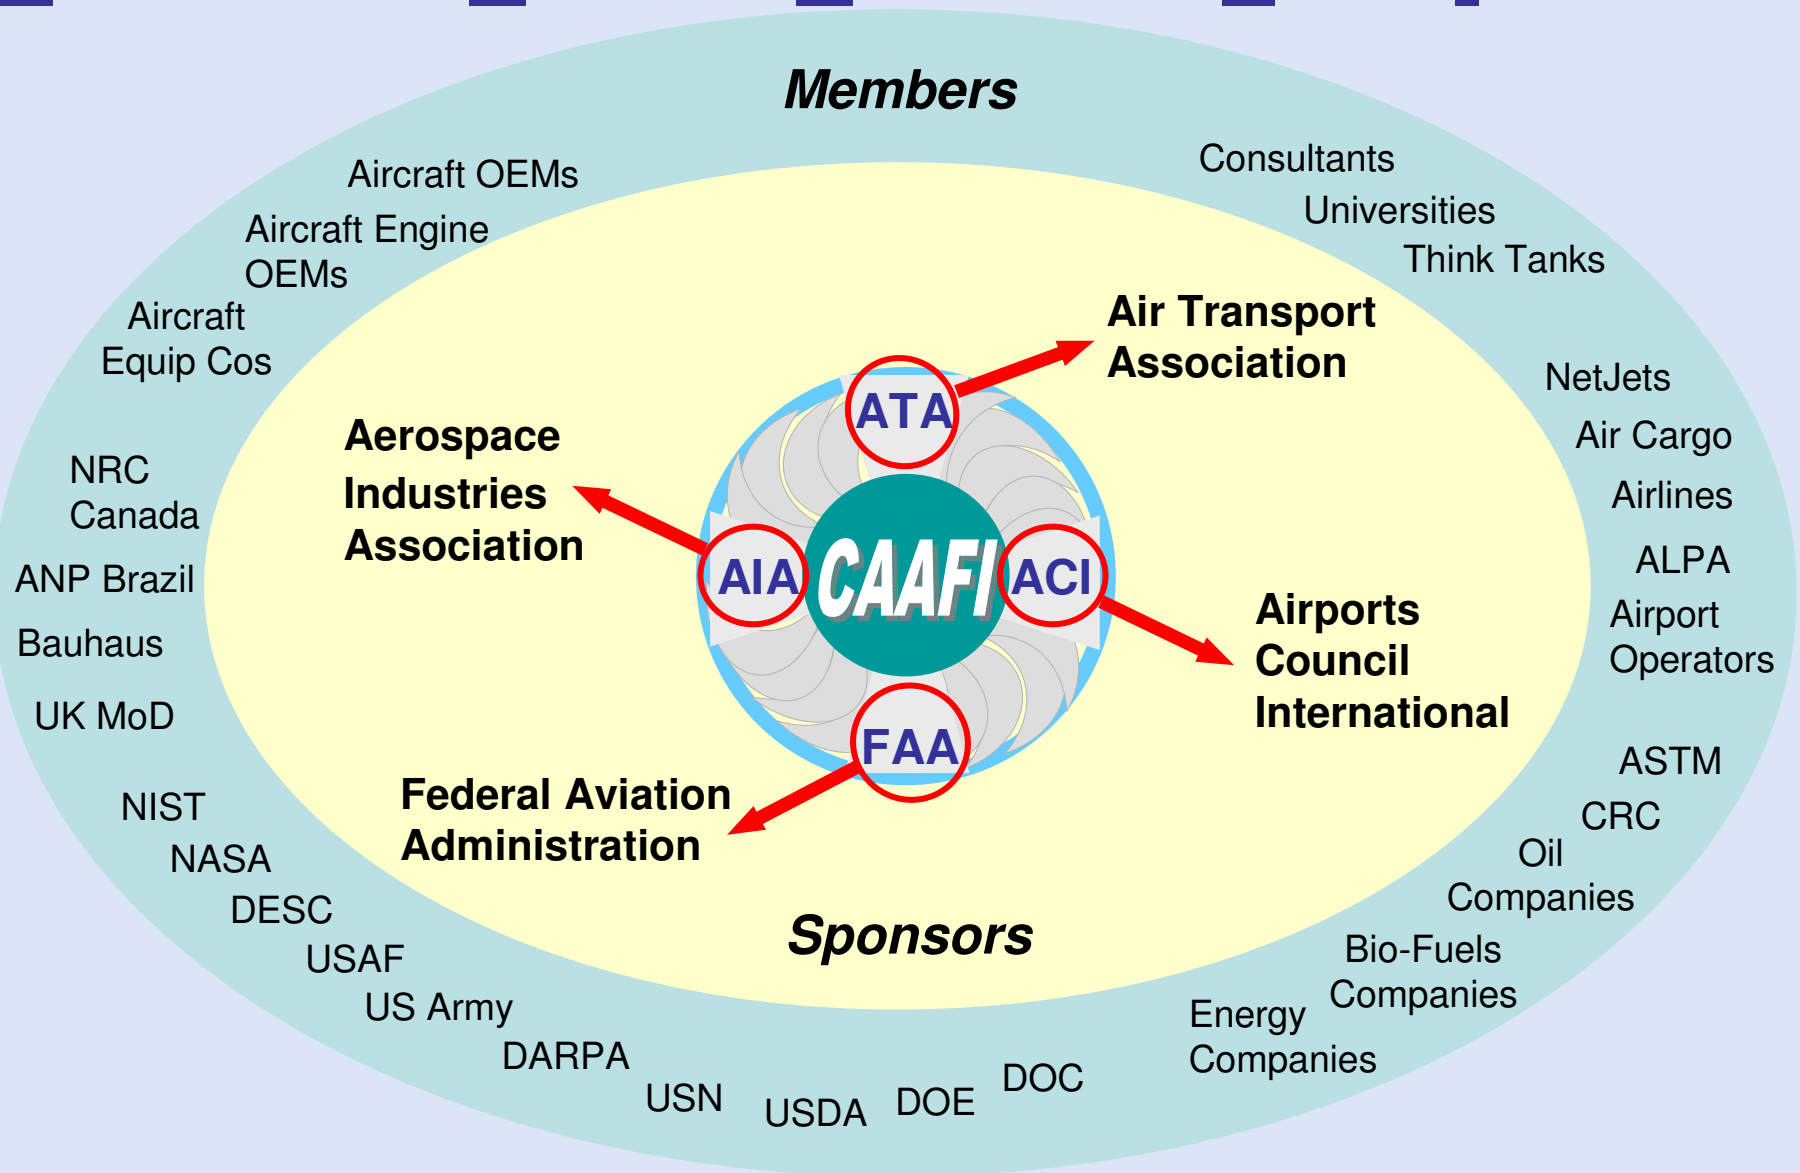 Members
Aircraft OEMs
Aircraft Engine
OEMs
Aircraft
Equip Cos
NRC
Canada
ANP Brazil
Bauhaus
UK MoD
NIST
NASA
DESC
USAF
US Army
DARPA
USN
USDA
DOE
DOC
Energy
Companies
Bio-Fuels
Companies
Oil
Companies
CRC
ASTM
Airport
Operators
ALPA
Airlines
Air Cargo
NetJets
Think Tanks
Universities
Consultants
Air Transport
Association
Aerospace
Industries
Association
ATA
AIA
CAAFI
ACI
FAA
Airports
Council
International
Federal Aviation
Administration
Sponsors